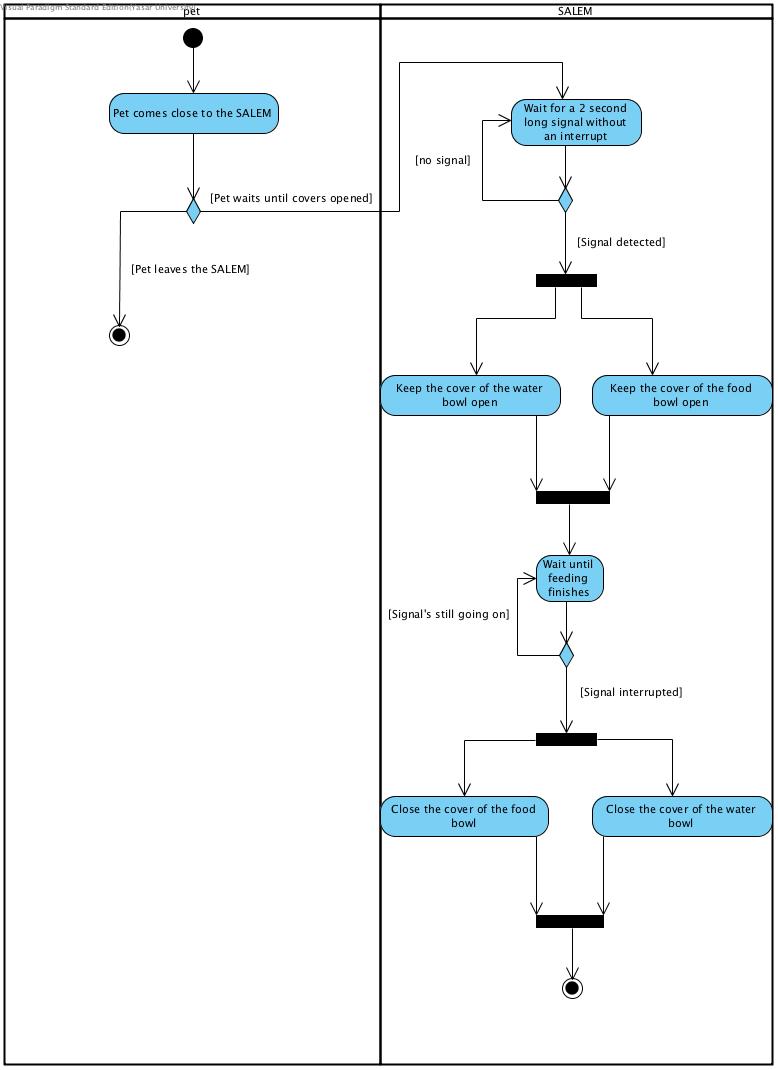 Visual Paradigm Standard Edition(Yasar University)
pet
SALEM
Pet comes close to the SALEM
[Pet waits until covers opened]
[Pet leaves the SALEM]
Wait for a 2 second
long signal without
an interrupt
[no signal]
[Signal detected]
Keep the cover of the water
bowl open
Keep the cover of the food
bowl open
Wait until
feeding
finishes
[Signal's still going on]
[Signal interrupted]
Close the cover of the food
bowl
Close the cover of the water
bowl